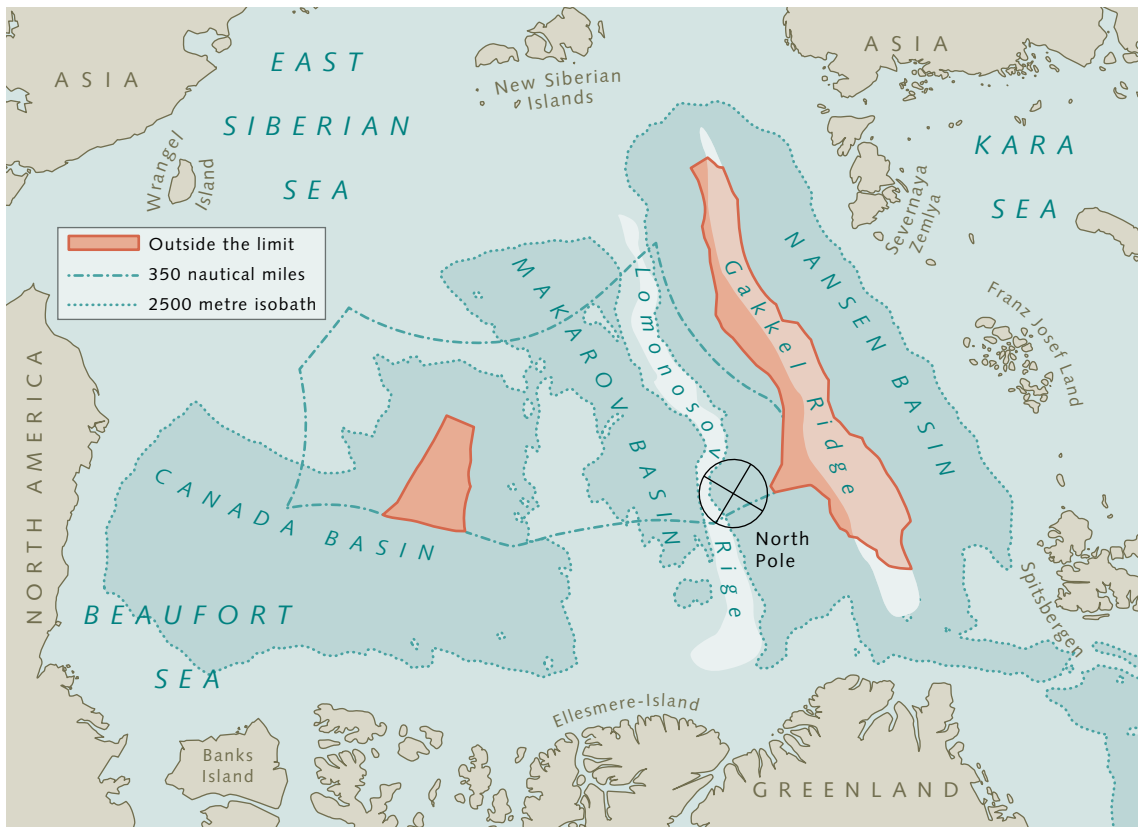 ASIA
EAST
SIBERIAN
SEA
New Siberian
Islands
ASIA
KARA
SEA
Wrangel
Island
Severnaya
Zemlya
Outside the limit
350 nautical miles
2500 metre isobath
MAKAROV BASIN
Lomonosov Rige
Gakkel Ridge
NANSEN BASIN
Franz Josef Land
NORTH AMERICA
CANADA BASIN
North
Pole
BEAUFORT
SEA
Spitsbergen
Ellesmere-Island
Banks
Island
GREENLAND